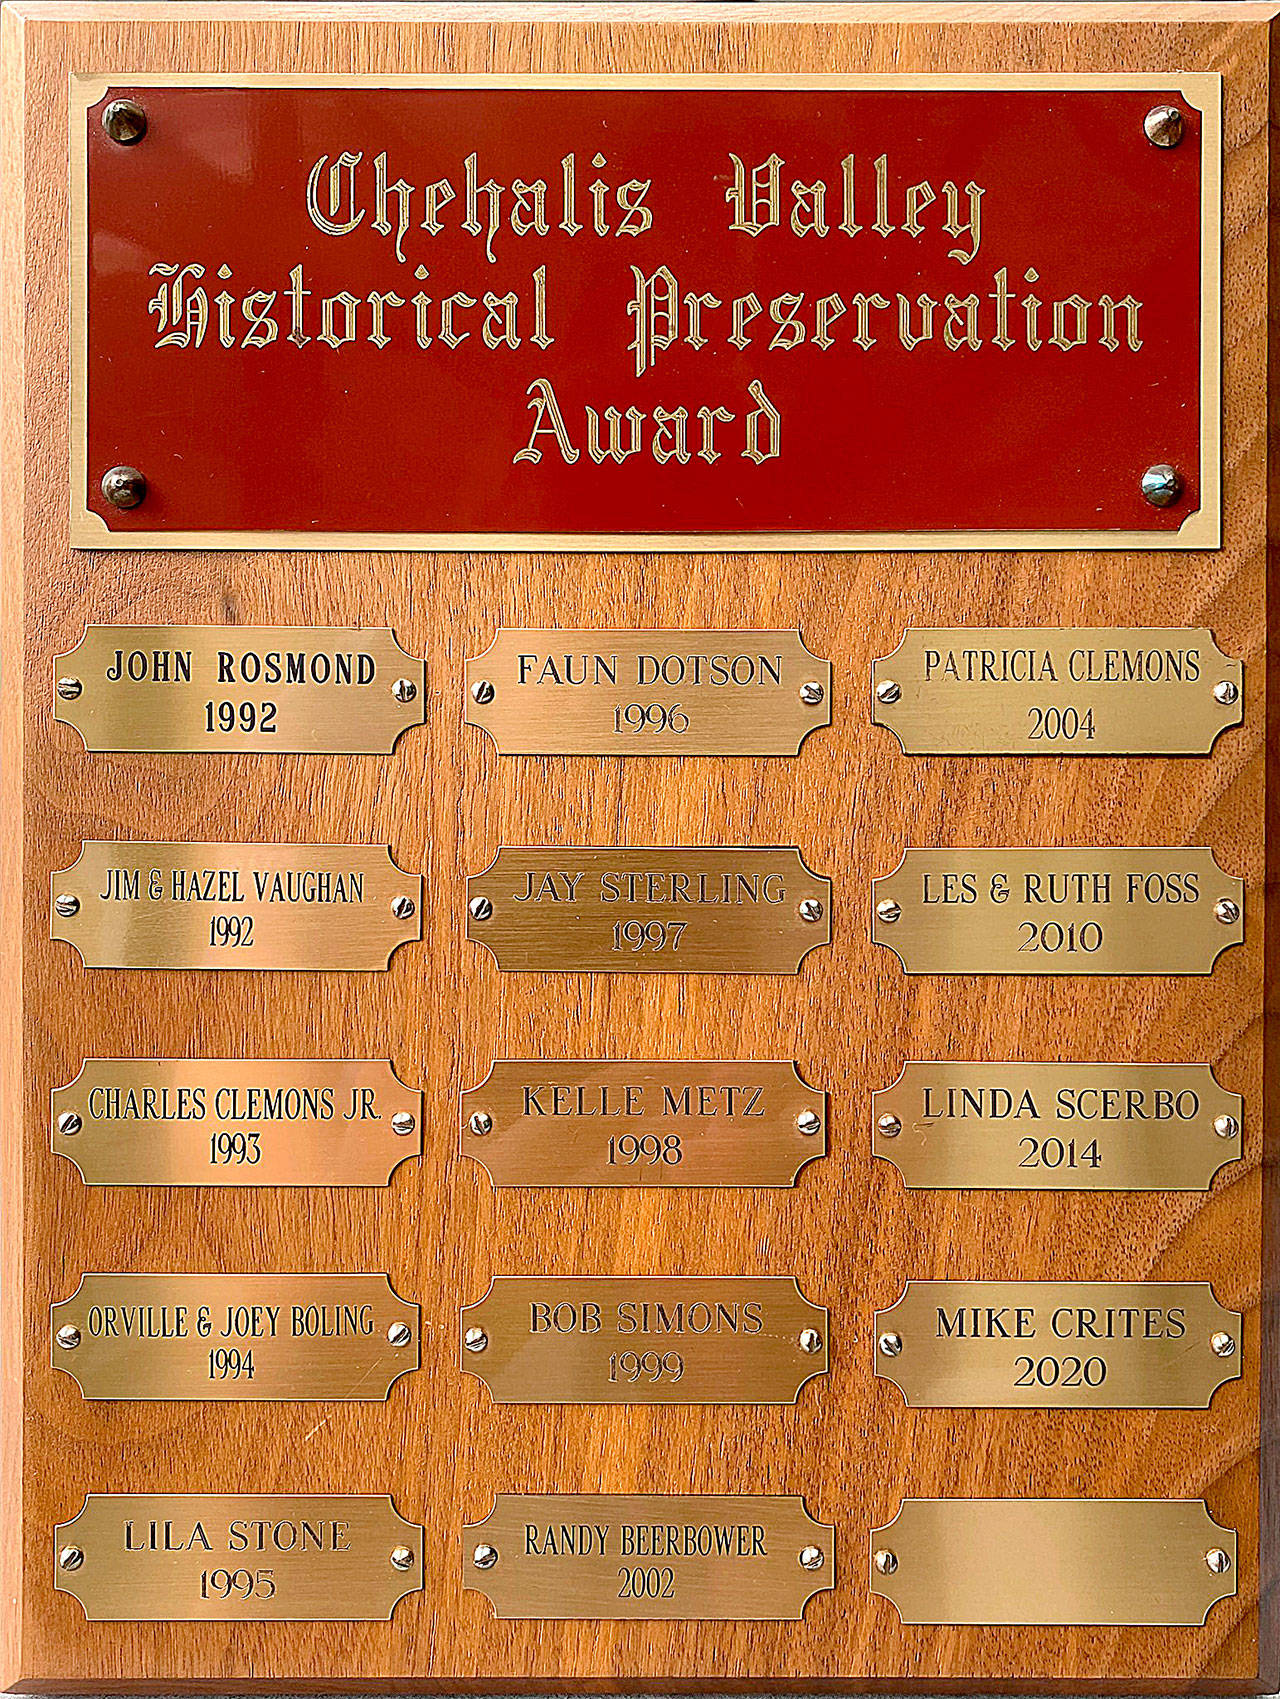 Chehalis Valley
Historical Preservation
Award
JOHN ROSMOND
1992
JIM & HAZEL VAUGHAN
1992
CHARLES CLEMONS JR.
1993
ORVILLE & JOEY BOLING
1994
LILA STONE
1995
FAUN DOTSON
1996
JAY STERLING
1997
KELLE METZ
1998
BOB SIMONS
1999
RANDY BEERBOWER
2002
PATRICIA CLEMONS
2004
LES & RUTH FOSS
2010
LINDA SCERBO
2014
MIKE CRITES
2020